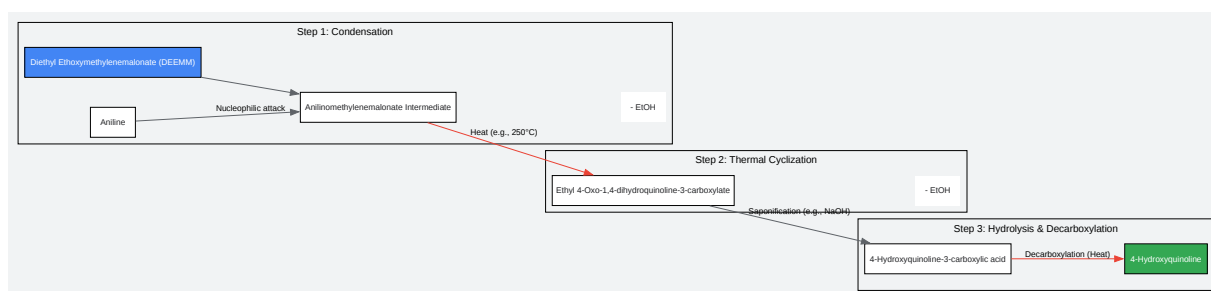 Step 1: Condensation
Diethyl Ethoxymethylenemalonate (DEEMM)
Aniline
Nucleophilic attack
Anilinomethylenemalonate Intermediate
- EtOH
Heat (e.g., 250°C)
Step 2: Thermal Cyclization
Ethyl 4-Oxo-1,4-dihydroquinoline-3-carboxylate
- EtOH
Saponification (e.g., NaOH)
Step 3: Hydrolysis & Decarboxylation
4-Hydroxyquinoline-3-carboxylic acid
Decarboxylation (Heat)
4-Hydroxyquinoline